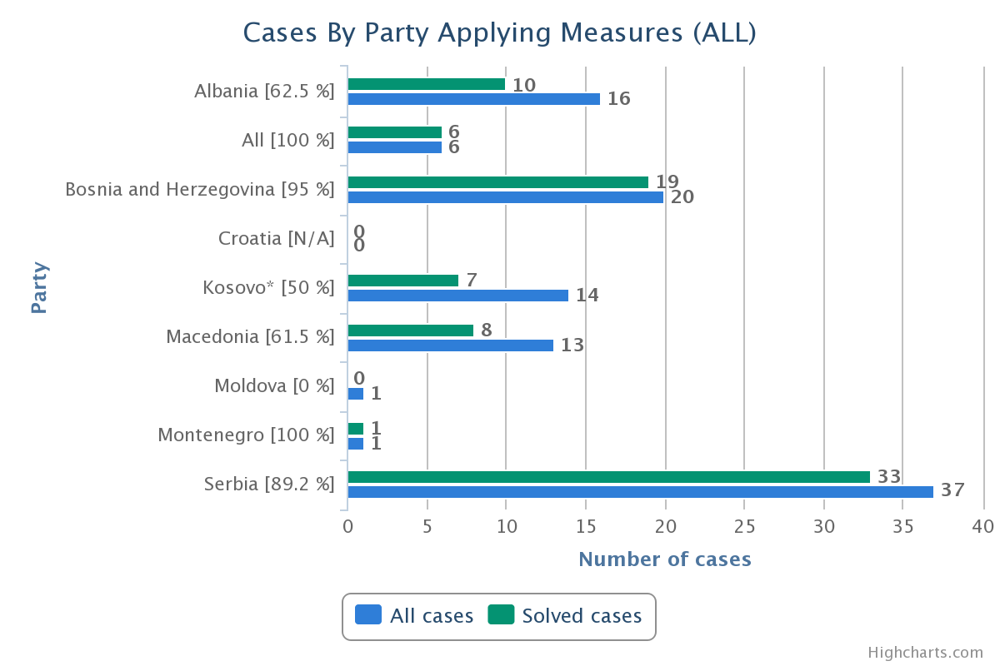 Cases By Party Applying Measures (ALL)
Albania [62.5 %]
10
16
All [100 %]
6
6
Bosnia and Herzegovina [95 %]
19
20
Croatia [N/A]
0
0
Kosovo* [50 %]
7
14
Macedonia [61.5 %]
8
13
Moldova [0 %]
0
1
Montenegro [100 %]
1
1
Serbia [89.2 %]
33
37
Party
0 5 10 15 20 25 30 35 40
Number of cases
All cases Solved cases
Highcharts.com